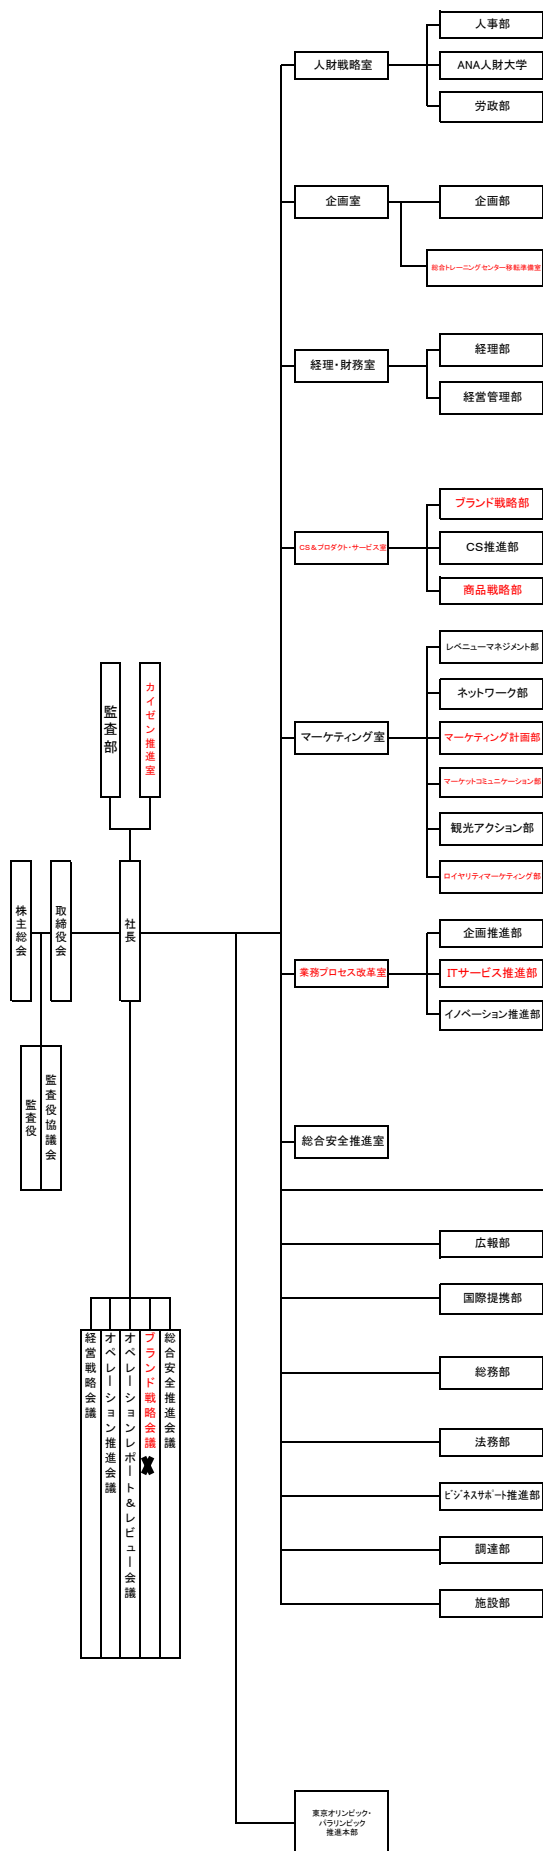 人事部
人財戦略室
ANA人財大学
労政部
企画室
企画部
総合トレーニングセンター移転準備室
経理部
経理・財務室
経営管理部
ブランド戦略部
CS&プロダクト・サービス室
CS推進部
商品戦略部
レベニューマネジメント部
ネットワーク部
マーケティング室
マーケティング計画部
マーケットコミュニケーション部
観光アクション部
ロイヤリティマーケティング部
監査部
カイゼン推進室
株主総会
取締役会
社長
企画推進部
業務プロセス改革室
ITサービス推進部
イノベーション推進部
監査役
監査役協議会
総合安全推進室
広報部
国際提携部
総務部
法務部
ビジネスサポート推進部
調達部
施設部
経営戦略会議
オペレーション推進会議
オペレーションレポート&レビュー会議
ブランド戦略会議
総合安全推進会議
東京オリンピック・
パラリンピック
推進本部